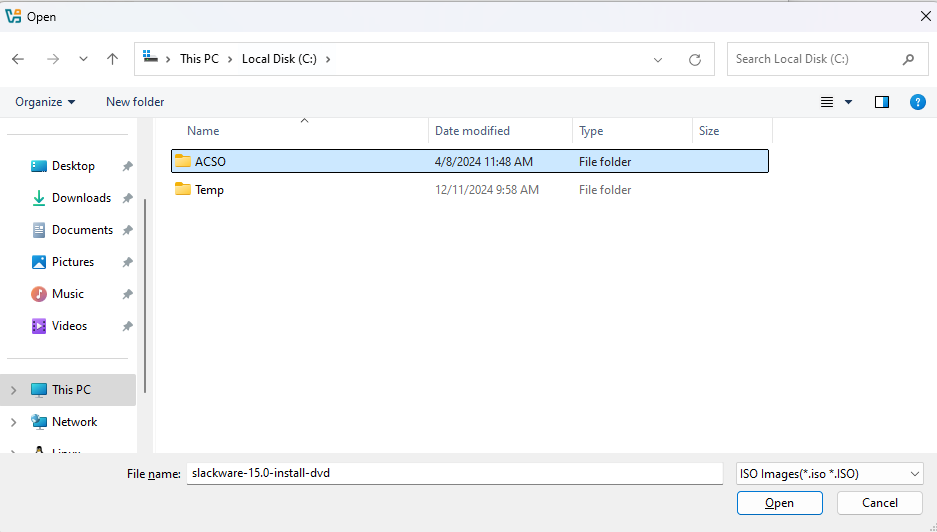 Open
This PC > Local Disk (C:) >
Search Local Disk (C:)
Organize
New folder
?
Name
Date modified
Type
Size
ACSO 4/8/2024 11:48 AM File folder
Temp 12/11/2024 9:58 AM File folder
Desktop
Downloads
Documents
Pictures
Music
Videos
This PC
Network
Linux
File name: slackware-15.0-install-dvd
ISO Images(*.iso *.ISO)
Open
Cancel